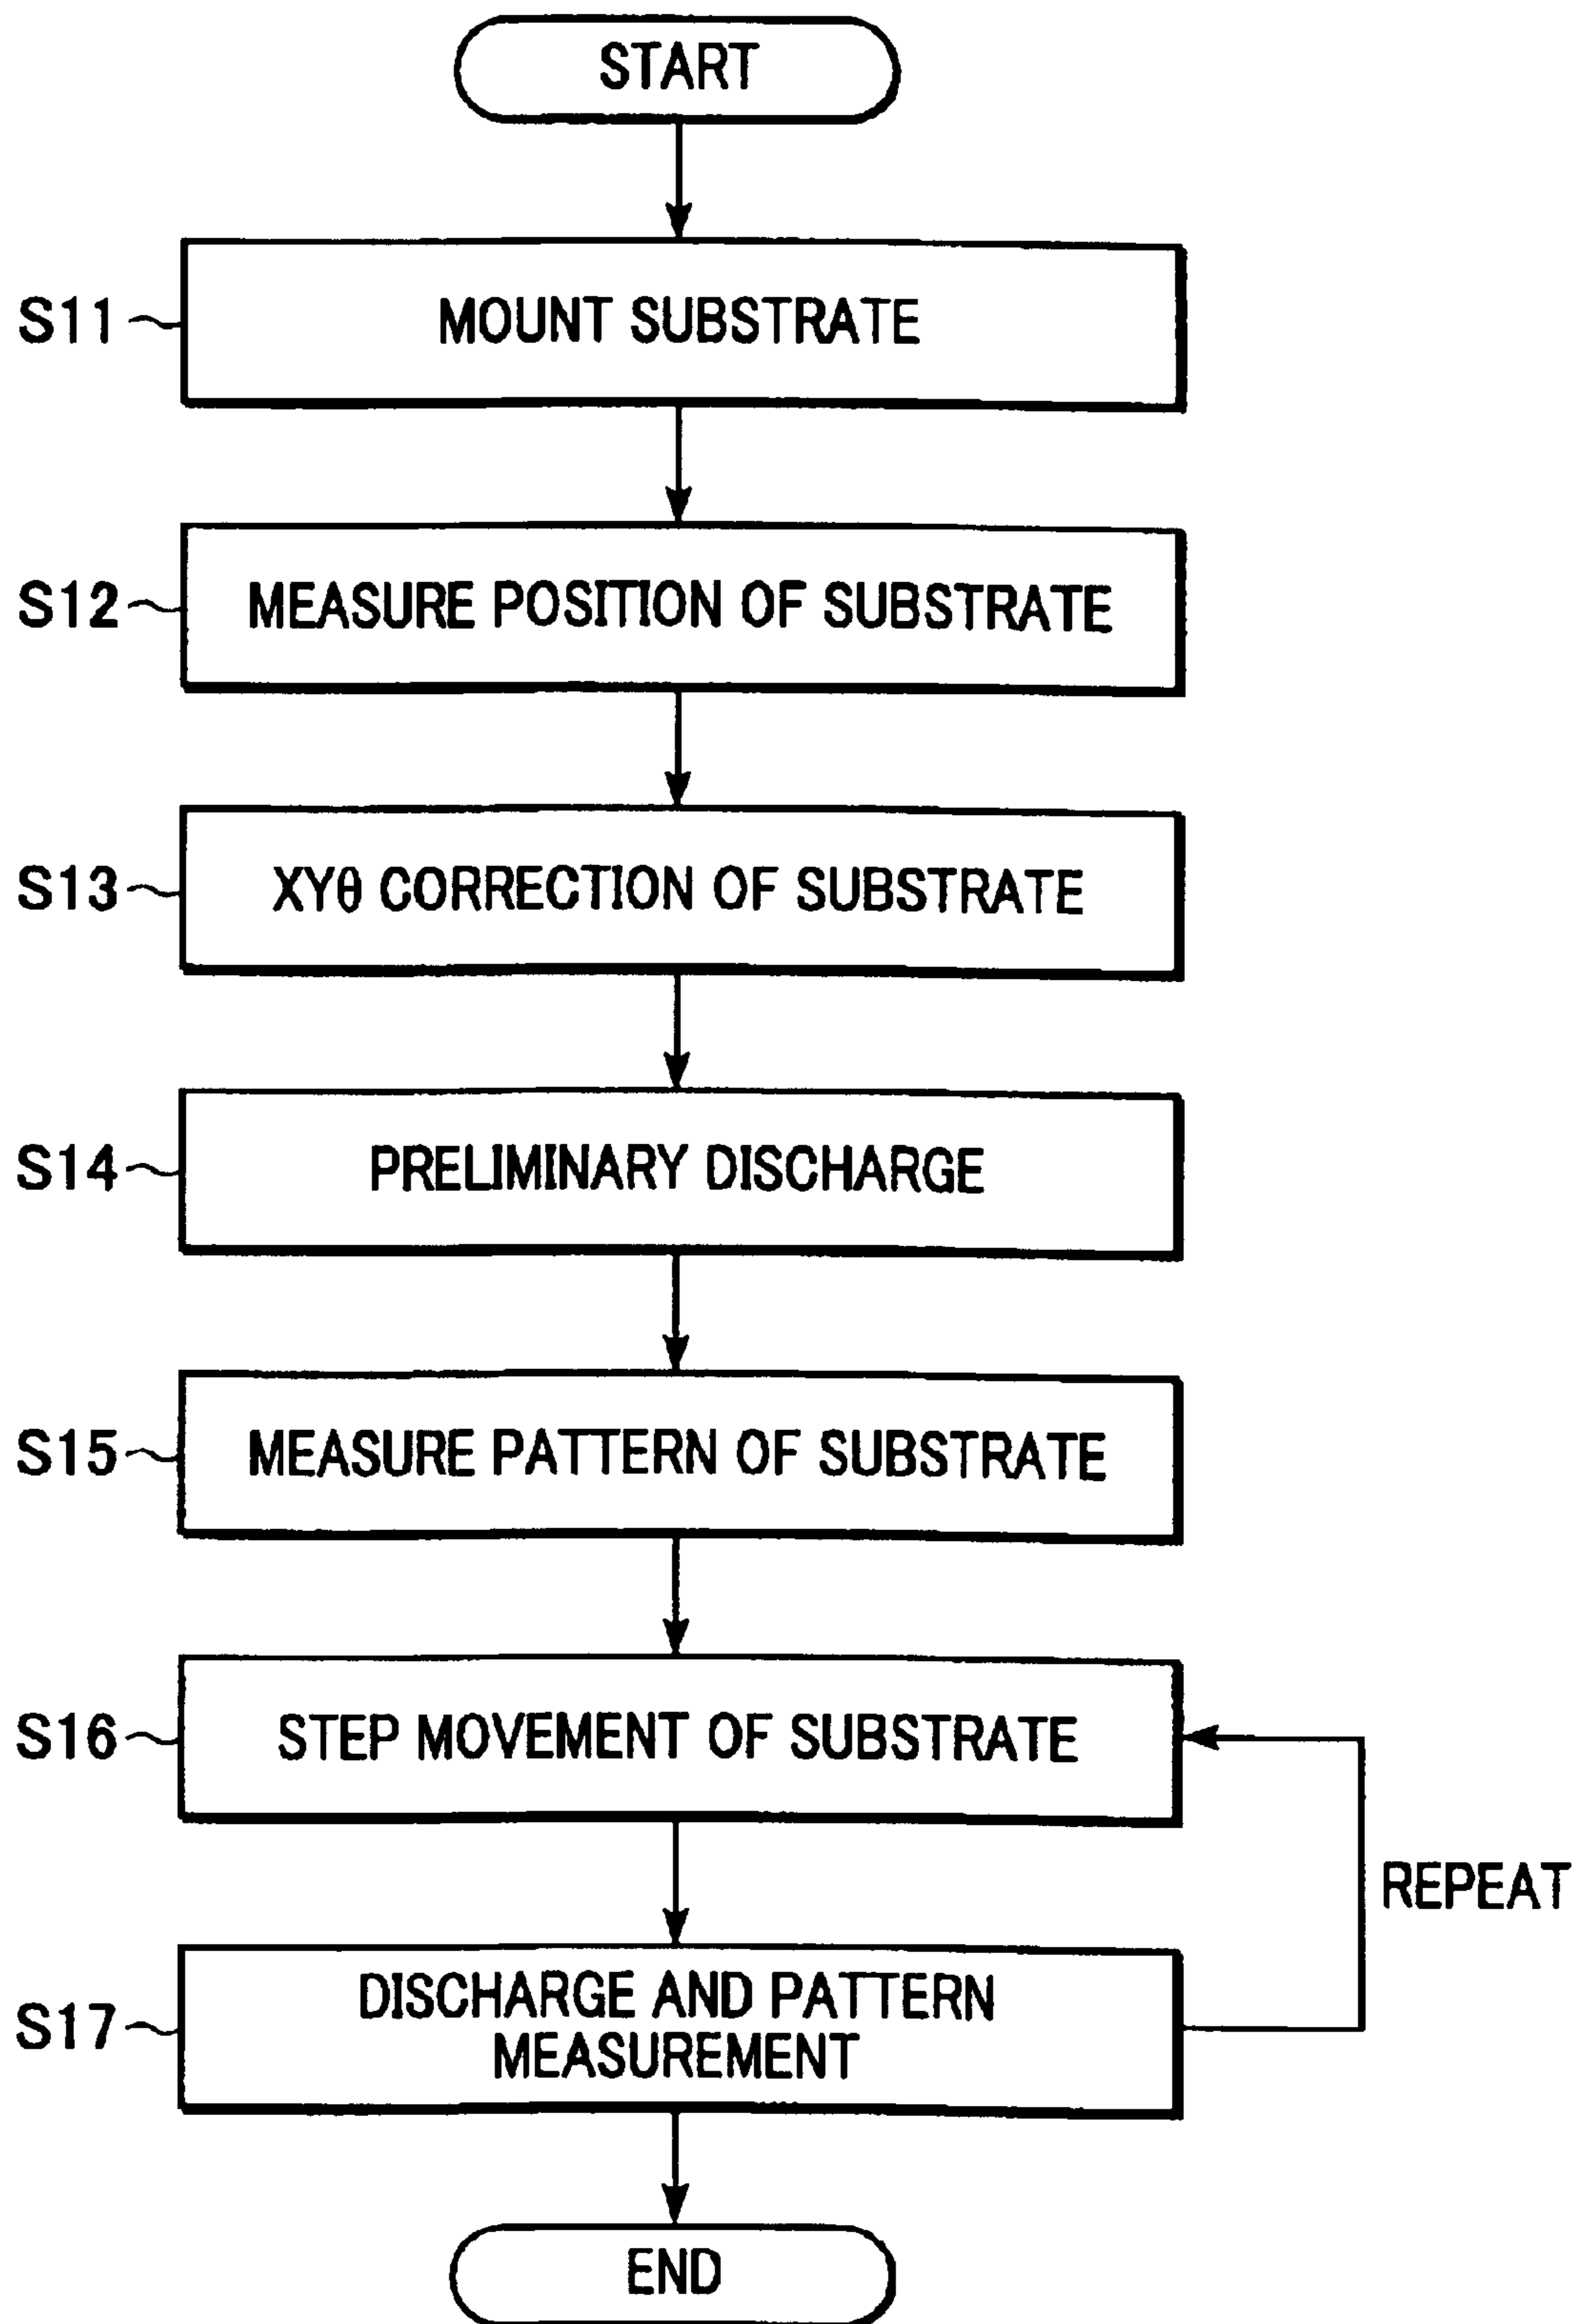 START
S11
MOUNT SUBSTRATE
S12
MEASURE POSITION OF SUBSTRATE
S13
XYθ CORRECTION OF SUBSTRATE
S14
PRELIMINARY DISCHARGE
S15
MEASURE PATTERN OF SUBSTRATE
S16
STEP MOVEMENT OF SUBSTRATE
REPEAT
S17
DISCHARGE AND PATTERN
MEASUREMENT
END